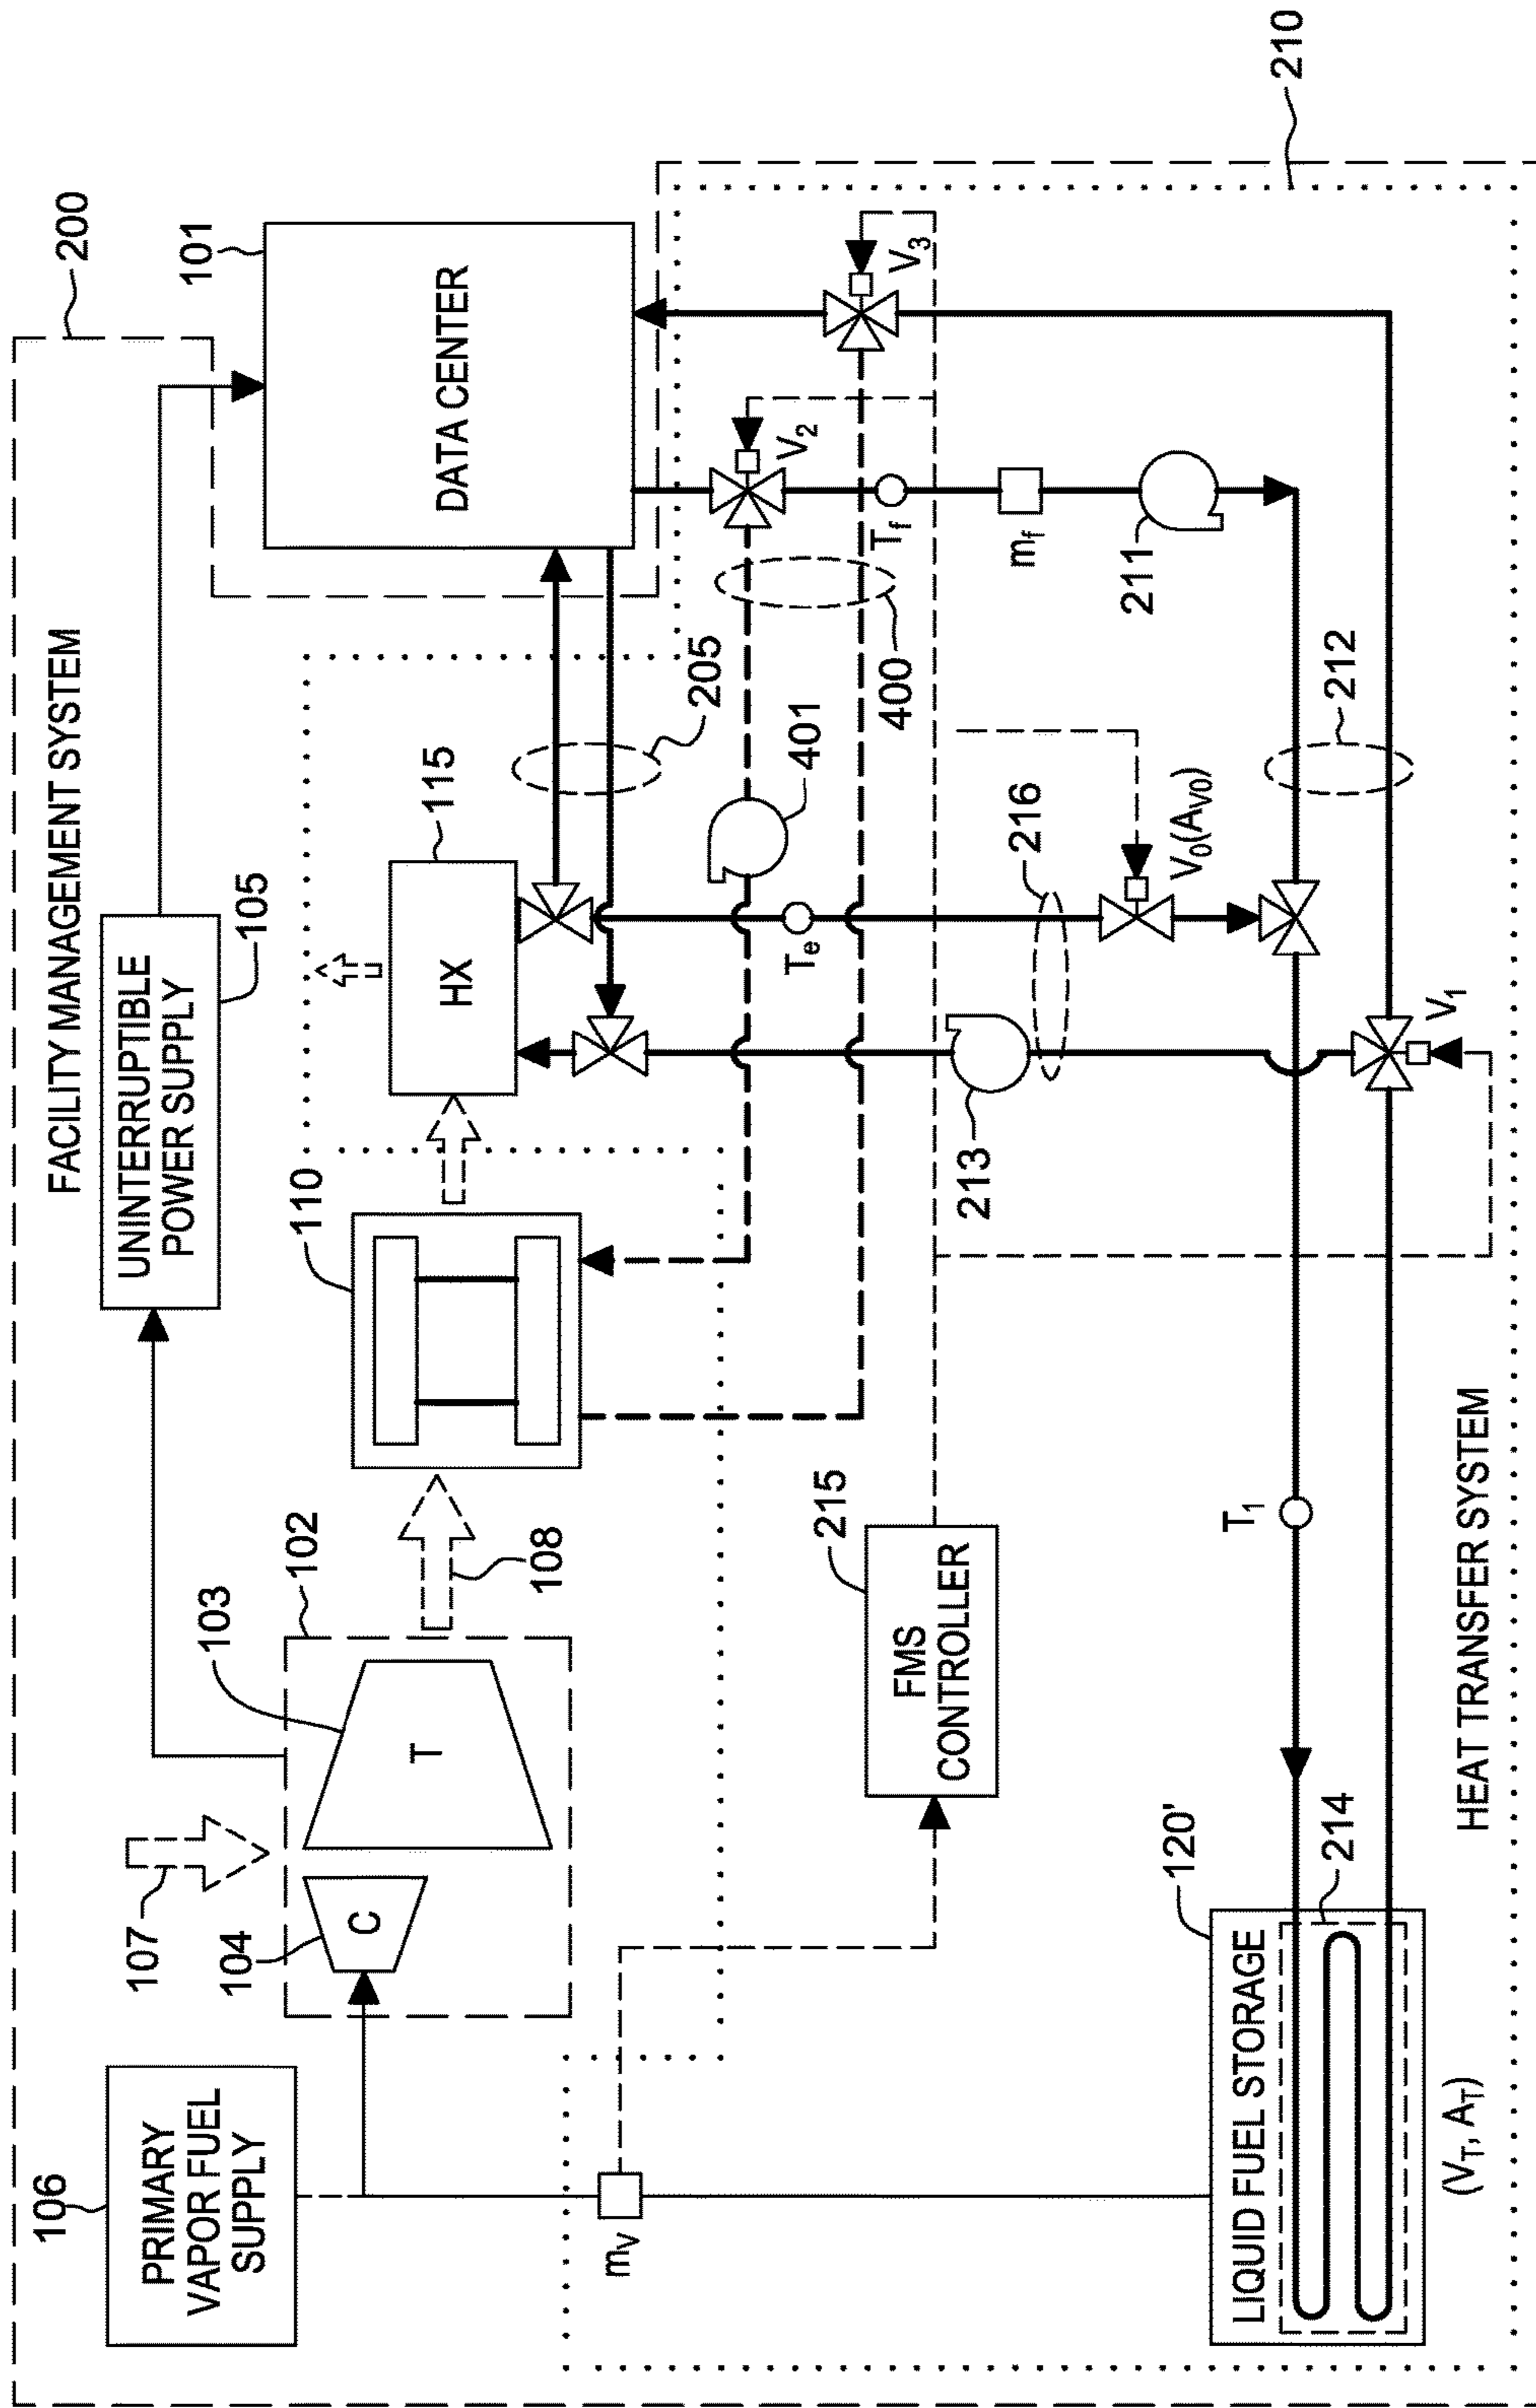 FACILITY MANAGEMENT SYSTEM
200
106
PRIMARY
VAPOR FUEL
SUPPLY
107
104
C
103
T
102
108
UNINTERRUPTIBLE
POWER SUPPLY
105
110
HX
115
205
DATA CENTER
101
mV
FMS
CONTROLLER
215
401
400
V2
V3
Te
Tf
mf
211
213
216
V0(AV0)
212
210
V1
T1
120'
LIQUID FUEL STORAGE
214
(VT, AT)
HEAT TRANSFER SYSTEM